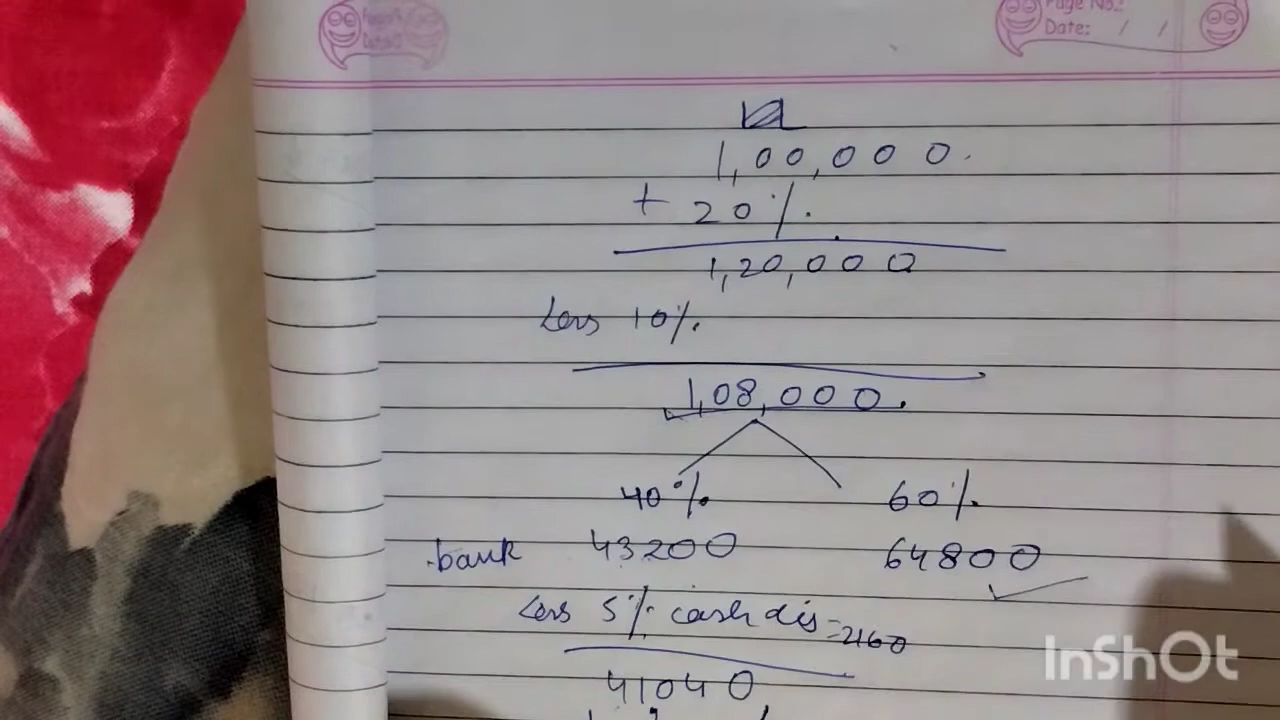 Page No.:
Date: / /
1,00,000.
+ 20%.
1,20,000
Less 10%.
1,08,000.
40%. 60%.
bank 43200 64800
Less 5% cash dis = 2160
41040
InShOt